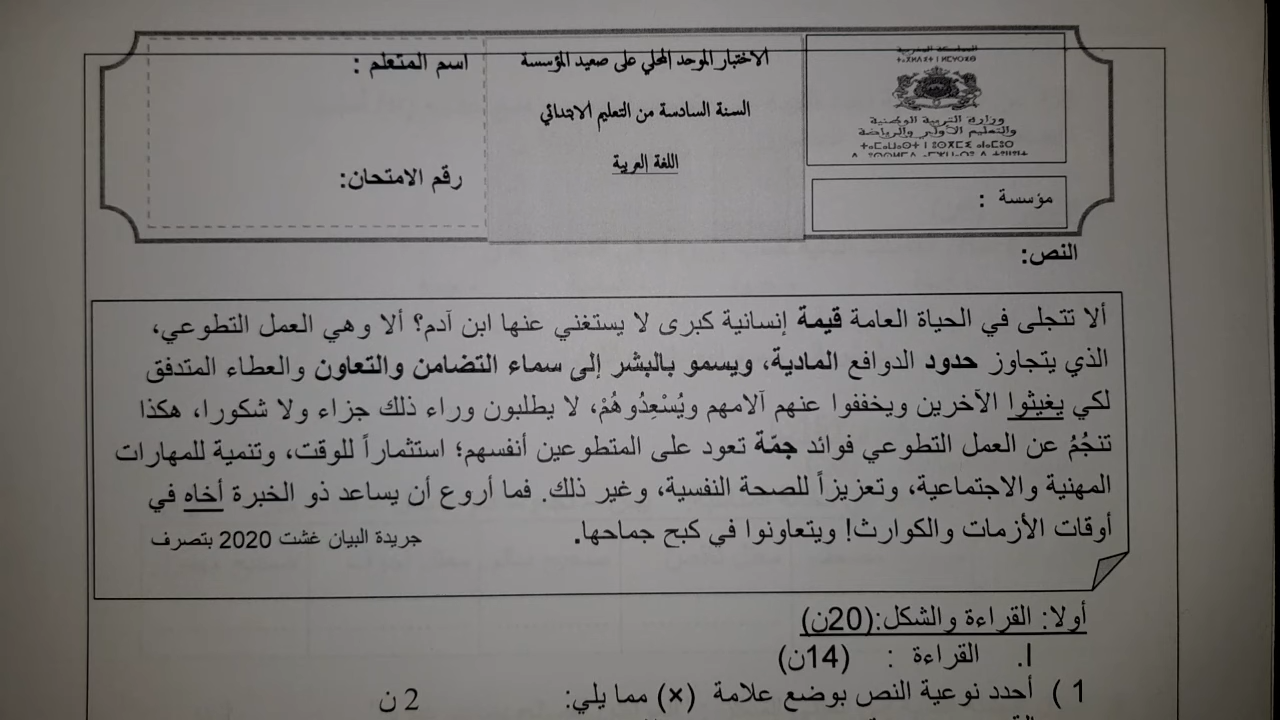 المملكة المغربية
ⵜⴰⴳⵍⴷⵉⵜ ⵏ ⵍⵎⵖⵔⵉⴱ
وزارة التربية الوطنية
والتعليم الأولي والرياضة
مؤسسة :
الاختبار الموحد المحلي على صعيد المؤسسة
السنة السادسة من التعليم الابتدائي
اللغة العربية
اسم المتعلم :
رقم الامتحان:
النص:
ألا تتجلى في الحياة العامة قيمة إنسانية كبرى لا يستغني عنها ابن آدم؟ ألا وهي العمل التطوعي،
الذي يتجاوز حدود الدوافع المادية، ويسمو بالبشر إلى سماء التضامن والتعاون والعطاء المتدفق
لكي يغيثوا الآخرين ويخففوا عنهم آلامهم ويُسْعِدُوهُمْ، لا يطلبون وراء ذلك جزاء ولا شكورا، هكذا
تنجُمُ عن العمل التطوعي فوائد جمّة تعود على المتطوعين أنفسهم؛ استثماراً للوقت، وتنمية للمهارات
المهنية والاجتماعية، وتعزيزاً للصحة النفسية، وغير ذلك. فما أروع أن يساعد ذو الخبرة أخاه في
أوقات الأزمات والكوارث! ويتعاونوا في كبح جماحها.
جريدة البيان غشت 2020 بتصرف
أولا: القراءة والشكل:(20ن)
I. القراءة : (14ن)
1 ) أحدد نوعية النص بوضع علامة (×) مما يلي: 2 ن